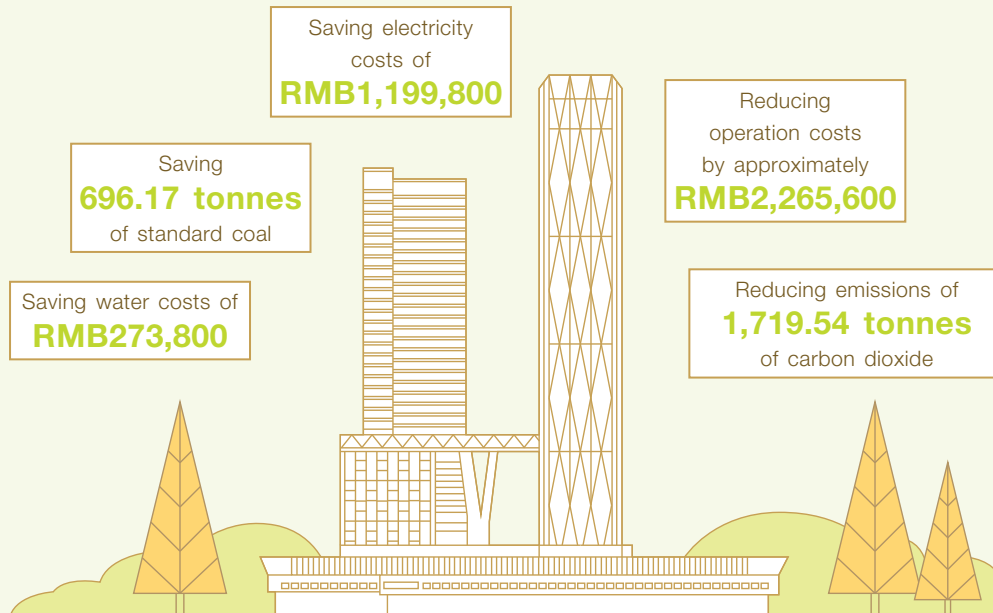 Saving electricity
costs of
RMB1,199,800
Reducing
operation costs
by approximately
RMB2,265,600
Saving
696.17 tonnes
of standard coal
Saving water costs of
RMB273,800
Reducing emissions of
1,719.54 tonnes
of carbon dioxide